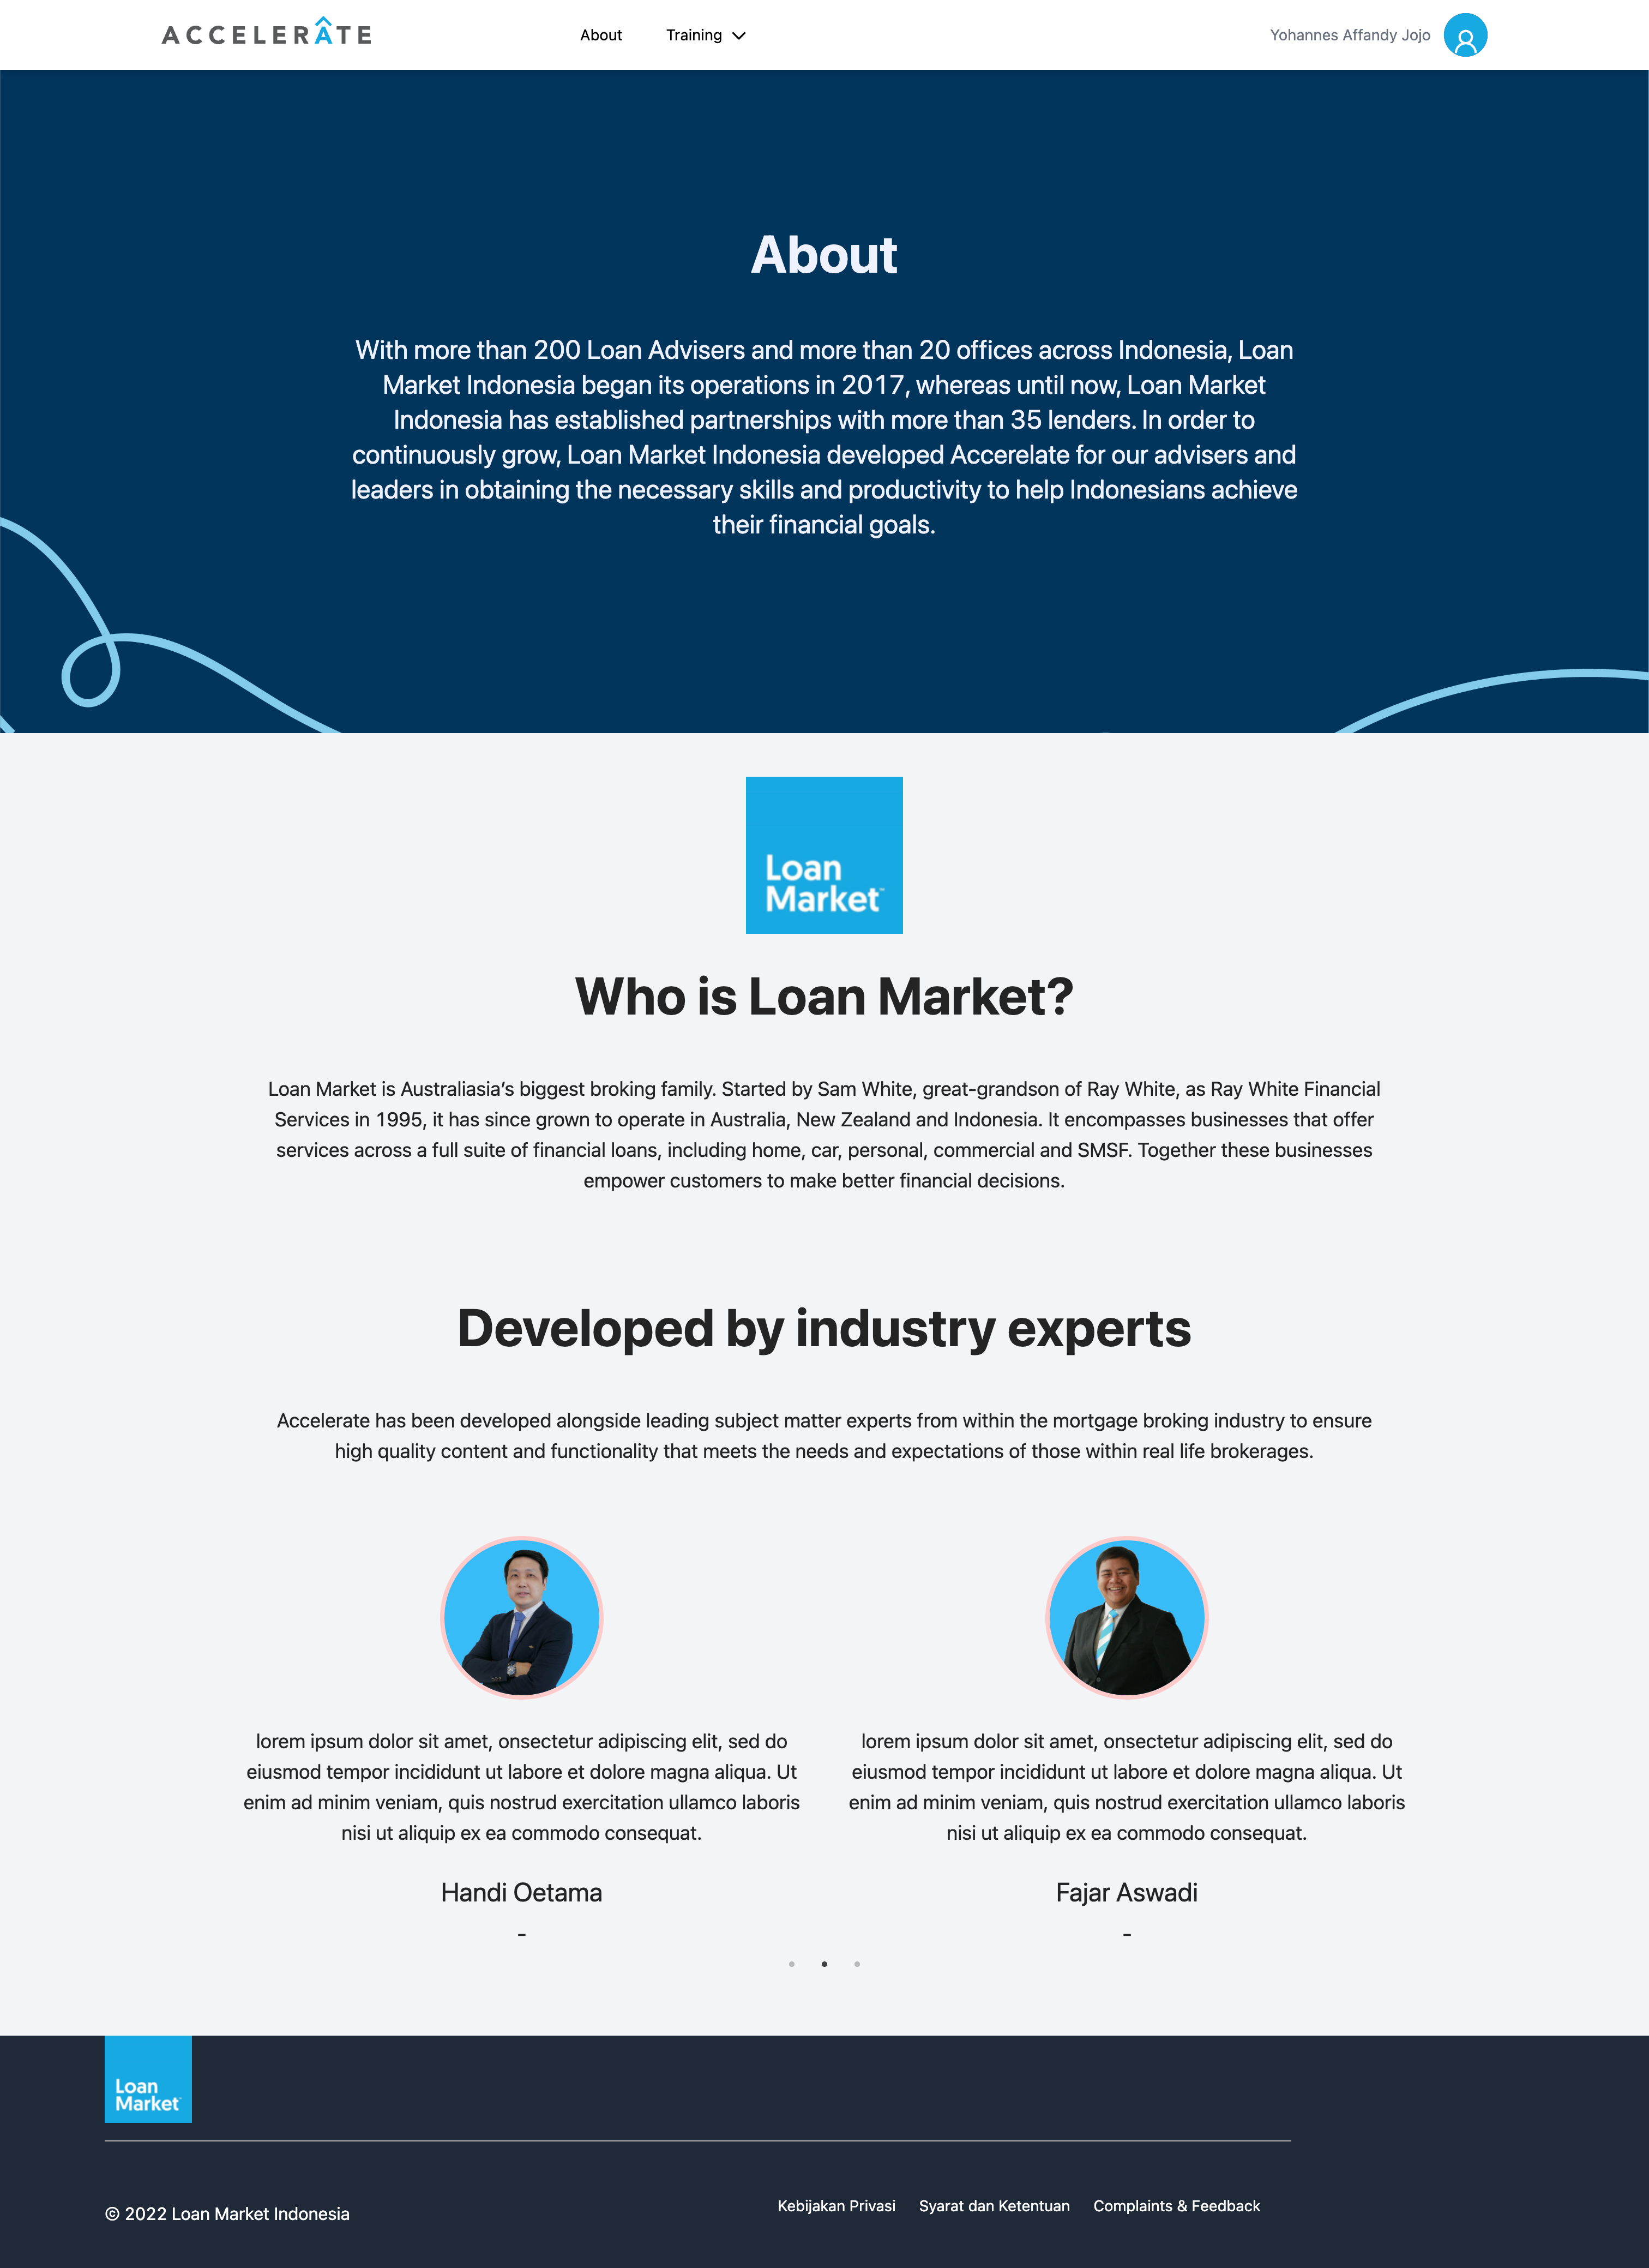 ACCELERATE
About
Training
Yohannes Affandy Jojo
About
With more than 200 Loan Advisers and more than 20 offices across Indonesia, Loan
Market Indonesia began its operations in 2017, whereas until now, Loan Market
Indonesia has established partnerships with more than 35 lenders. In order to
continuously grow, Loan Market Indonesia developed Accerelate for our advisers and
leaders in obtaining the necessary skills and productivity to help Indonesians achieve
their financial goals.
Loan
Market™
Who is Loan Market?
Loan Market is Australiasia’s biggest broking family. Started by Sam White, great-grandson of Ray White, as Ray White Financial
Services in 1995, it has since grown to operate in Australia, New Zealand and Indonesia. It encompasses businesses that offer
services across a full suite of financial loans, including home, car, personal, commercial and SMSF. Together these businesses
empower customers to make better financial decisions.
Developed by industry experts
Accelerate has been developed alongside leading subject matter experts from within the mortgage broking industry to ensure
high quality content and functionality that meets the needs and expectations of those within real life brokerages.
lorem ipsum dolor sit amet, onsectetur adipiscing elit, sed do
eiusmod tempor incididunt ut labore et dolore magna aliqua. Ut
enim ad minim veniam, quis nostrud exercitation ullamco laboris
nisi ut aliquip ex ea commodo consequat.
Handi Oetama
-
lorem ipsum dolor sit amet, onsectetur adipiscing elit, sed do
eiusmod tempor incididunt ut labore et dolore magna aliqua. Ut
enim ad minim veniam, quis nostrud exercitation ullamco laboris
nisi ut aliquip ex ea commodo consequat.
Fajar Aswadi
-
Loan
Market™
© 2022 Loan Market Indonesia
Kebijakan Privasi
Syarat dan Ketentuan
Complaints & Feedback